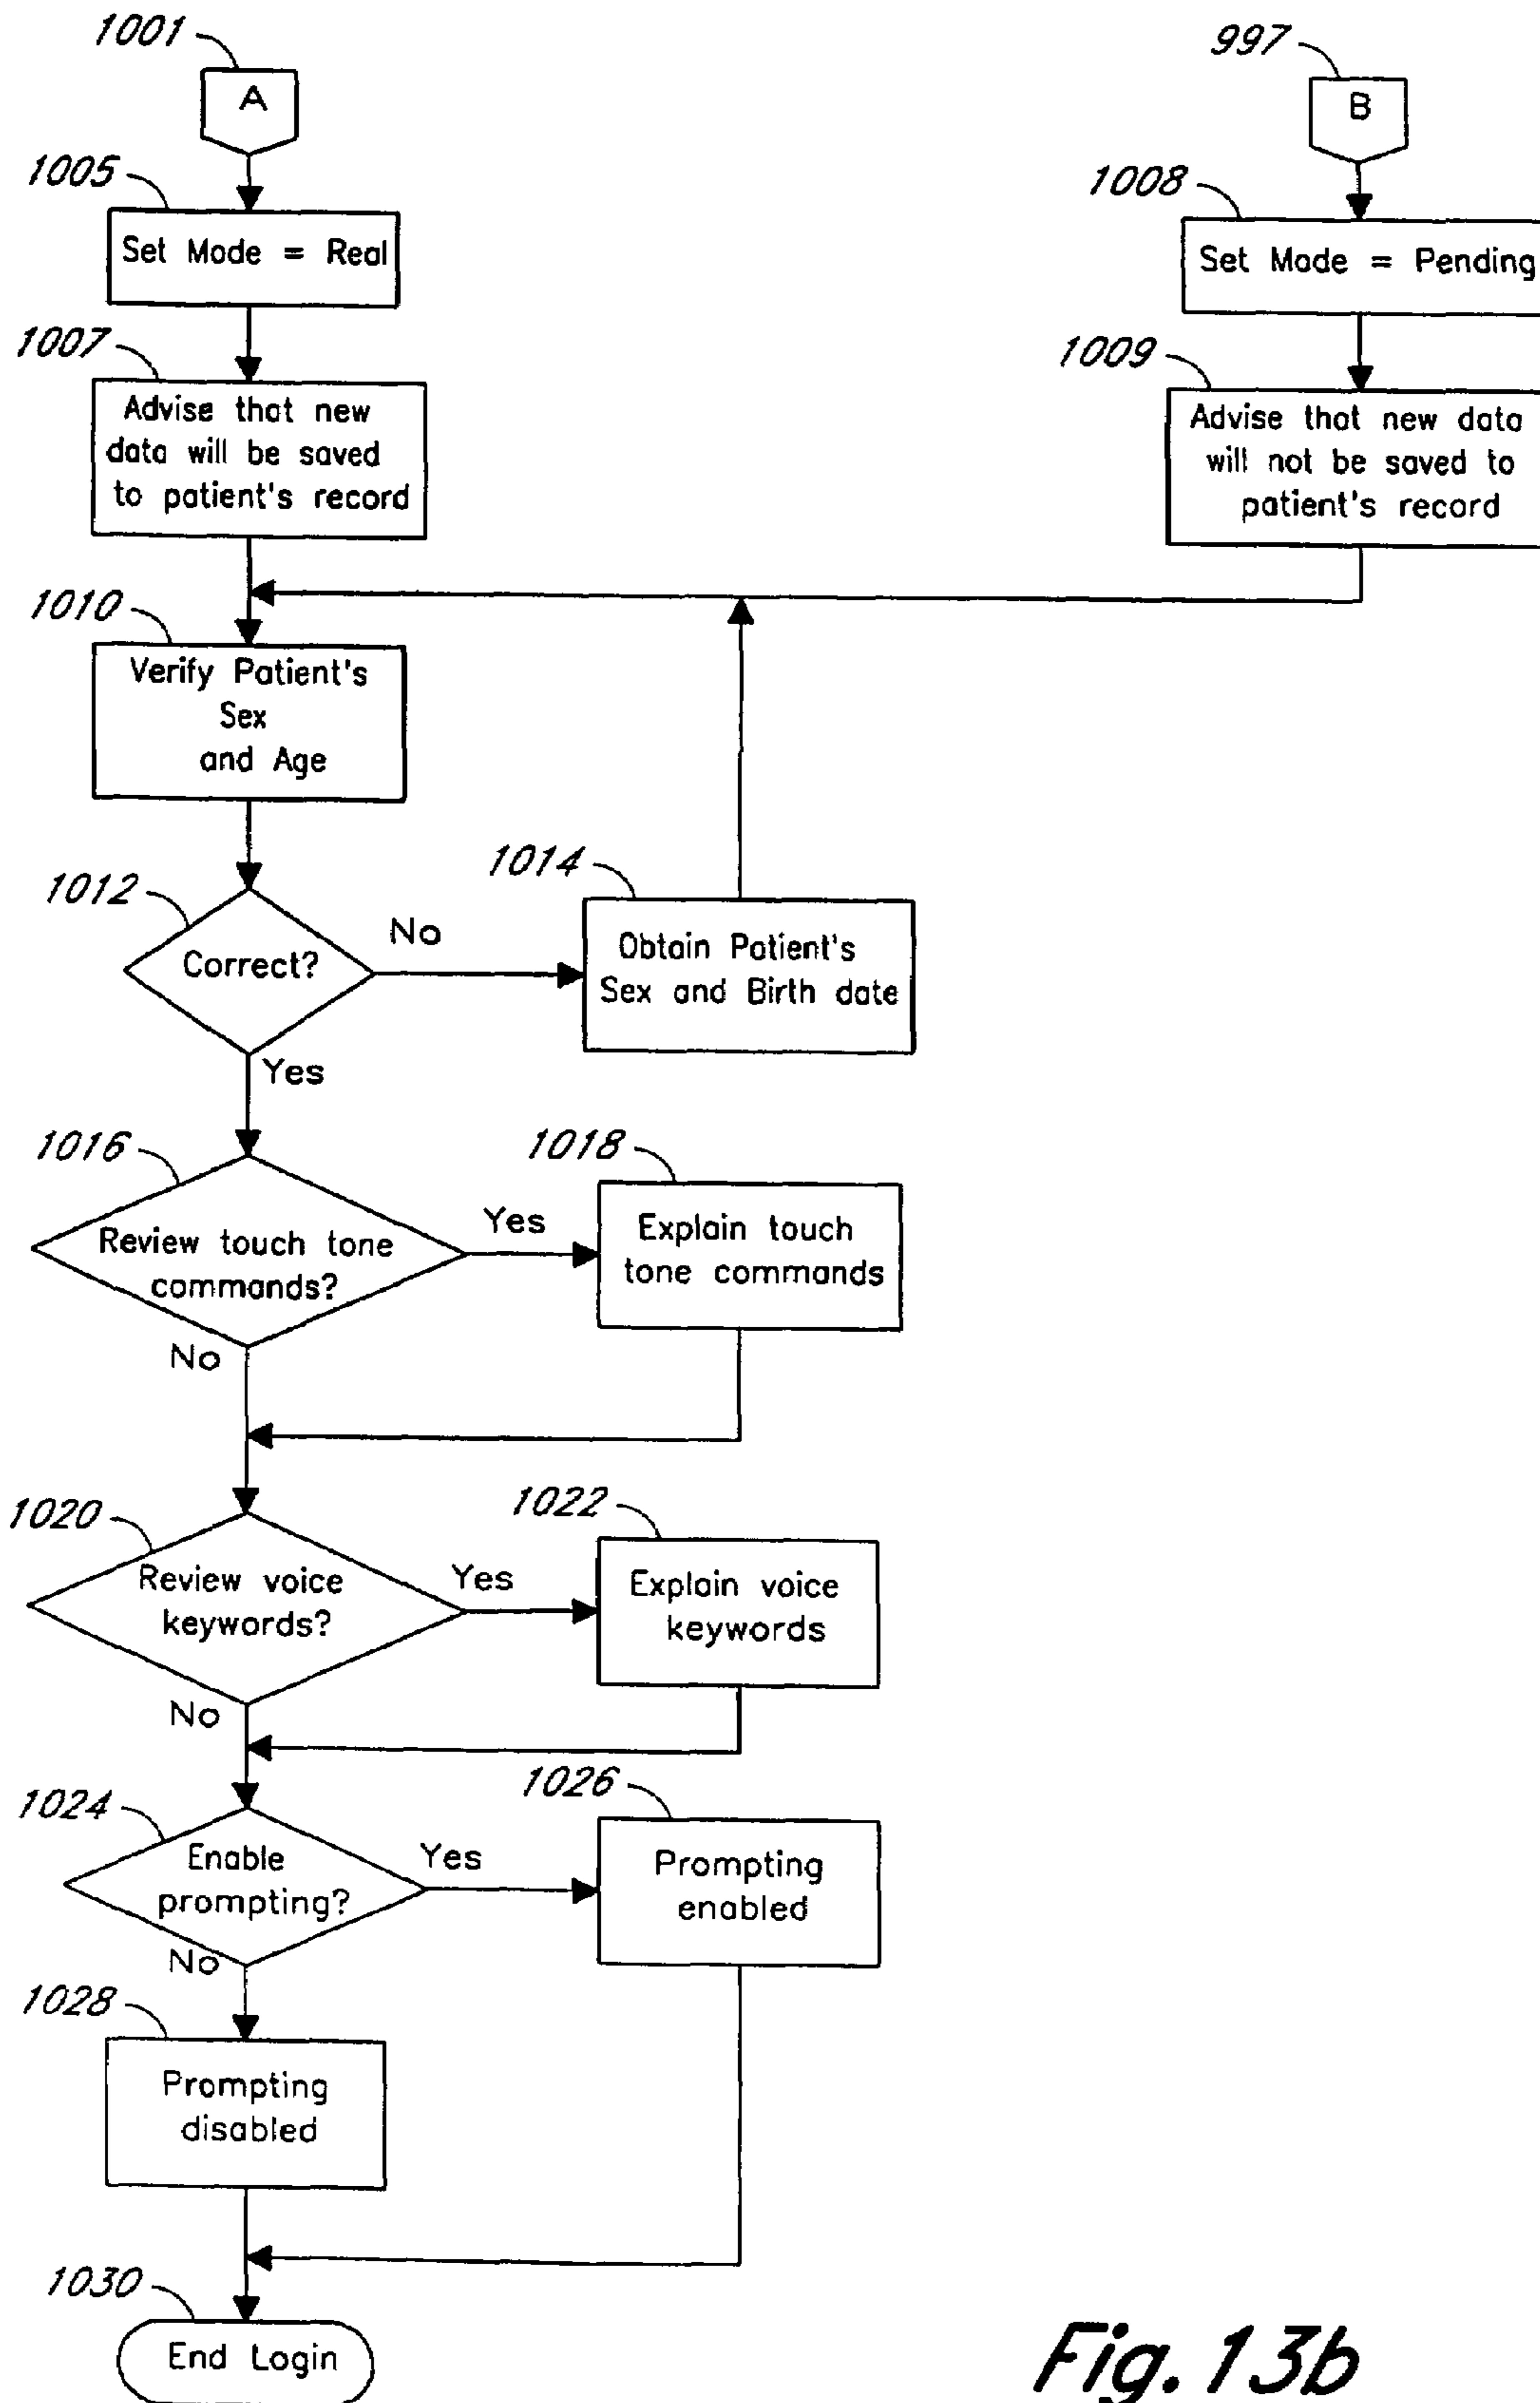 1001
A
997
B
1005
Set Mode = Real
1008
Set Mode = Pending
1007
Advise that new
data will be saved
to patient's record
1009
Advise that new data
will not be saved to
patient's record
1010
Verify Patient's
Sex
and Age
1012
Correct?
No
1014
Obtain Patient's
Sex and Birth date
Yes
1016
Review touch tone
commands?
Yes
1018
Explain touch
tone commands
No
1020
Review voice
keywords?
Yes
1022
Explain voice
keywords
No
1024
Enable
prompting?
Yes
1026
Prompting
enabled
No
1028
Prompting
disabled
1030
End Login
Fig. 13b